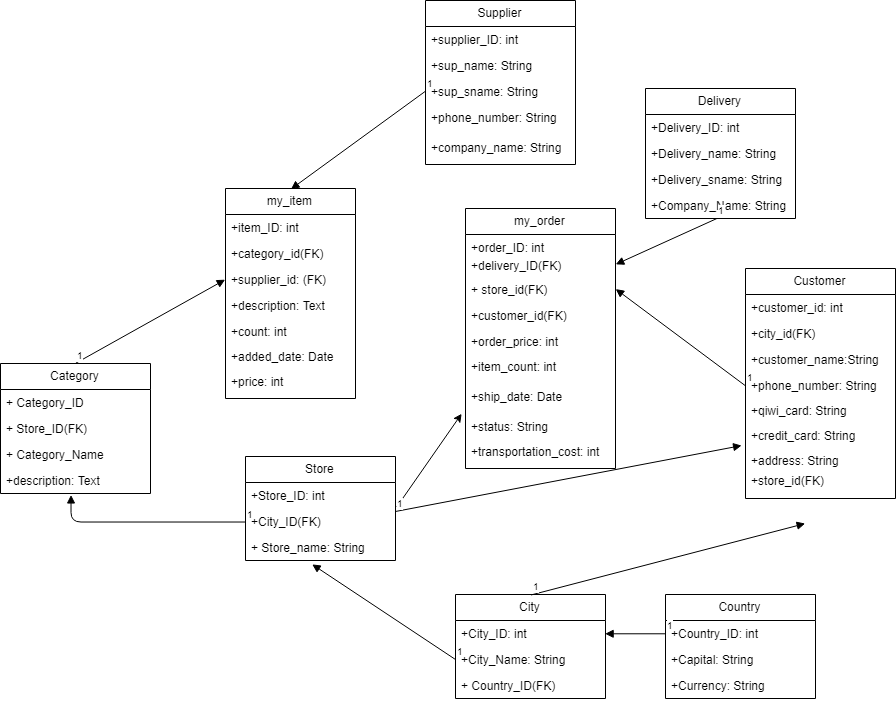 Supplier
+supplier_ID: int
+sup_name: String
1
+sup_sname: String
+phone_number: String
+company_name: String
Delivery
+Delivery_ID: int
+Delivery_name: String
+Delivery_sname: String
+Company_Name: String
1
my_item
+item_ID: int
+category_id(FK)
+supplier_id: (FK)
+description: Text
+count: int
+added_date: Date
+price: int
my_order
+order_ID: int
+delivery_ID(FK)
+ store_id(FK)
+customer_id(FK)
+order_price: int
+item_count: int
+ship_date: Date
+status: String
+transportation_cost: int
Customer
+customer_id: int
+city_id(FK)
+customer_name:String
1
+phone_number: String
+qiwi_card: String
+credit_card: String
+address: String
+store_id(FK)
1
Category
+ Category_ID
+ Store_ID(FK)
+ Category_Name
+description: Text
Store
+Store_ID: int
1
1
+City_ID(FK)
+ Store_name: String
1
City
+City_ID: int
1
+City_Name: String
+ Country_ID(FK)
Country
1
+Country_ID: int
+Capital: String
+Currency: String